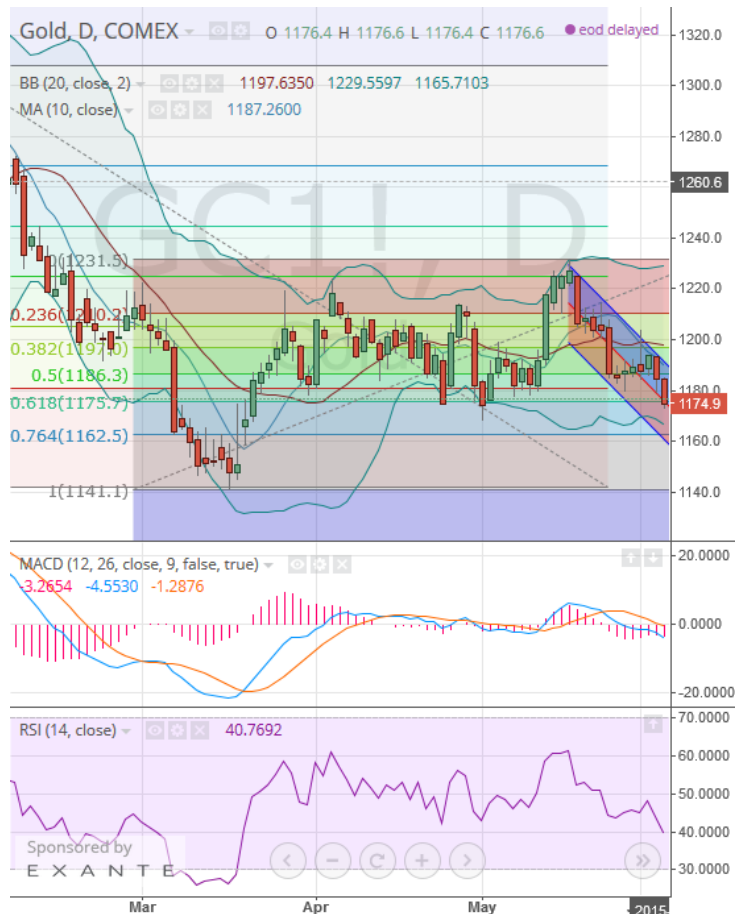 Gold, D, COMEX
O 1176.4 H 1176.6 L 1176.4 C 1176.6
eod delayed
BB (20, close, 2) 1197.6350 1229.5597 1165.7103
MA (10, close) 1187.2600
GC1!, D
Gold
0(1231.5)
0.236(1210.2)
0.382(1197.0)
0.5(1186.3)
0.618(1175.7)
0.764(1162.5)
1(1141.1)
1320.0
1300.0
1280.0
1260.6
1240.0
1220.0
1200.0
1180.0
1174.9
1160.0
1140.0
MACD (12, 26, close, 9, false, true)
-3.2654 -4.5530 -1.2876
20.0000
0.0000
-20.0000
RSI (14, close) 40.7692
70.0000
60.0000
50.0000
40.0000
30.0000
Sponsored by
EXANTE
Mar Apr May 2015